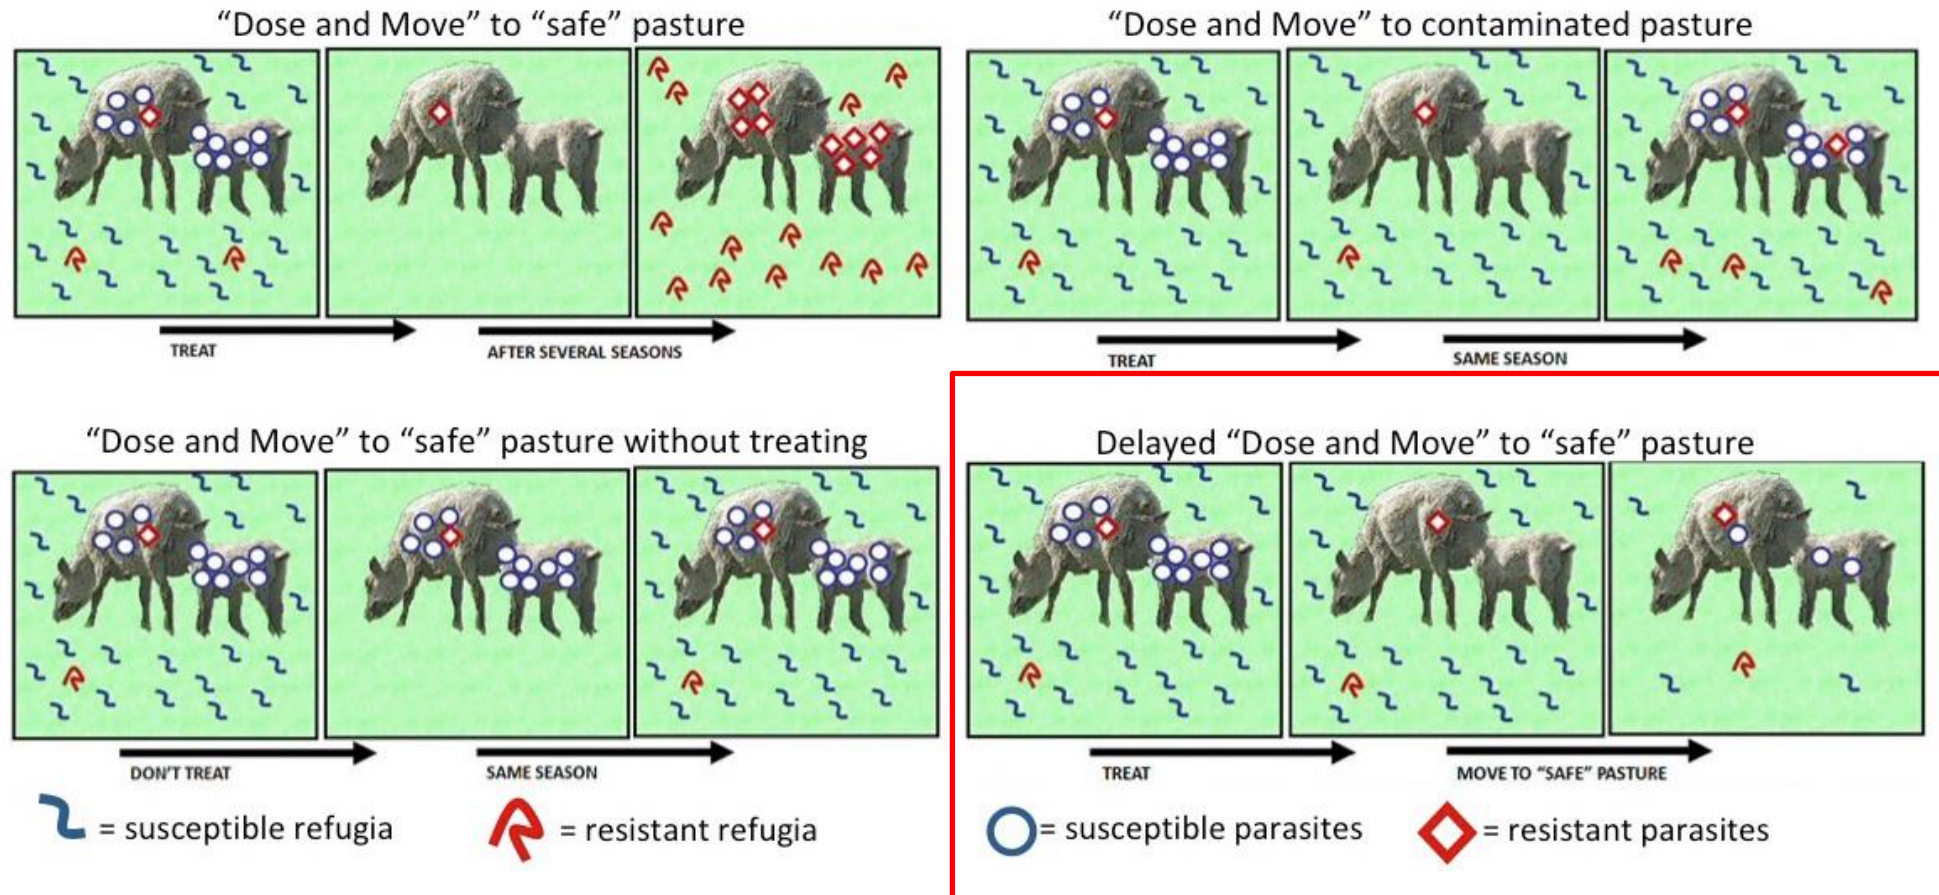 “Dose and Move” to “safe” pasture
TREAT
AFTER SEVERAL SEASONS
“Dose and Move” to contaminated pasture
TREAT
SAME SEASON
“Dose and Move” to “safe” pasture without treating
DON'T TREAT
SAME SEASON
Delayed “Dose and Move” to “safe” pasture
TREAT
MOVE TO “SAFE” PASTURE
= susceptible refugia
= resistant refugia
= susceptible parasites
= resistant parasites